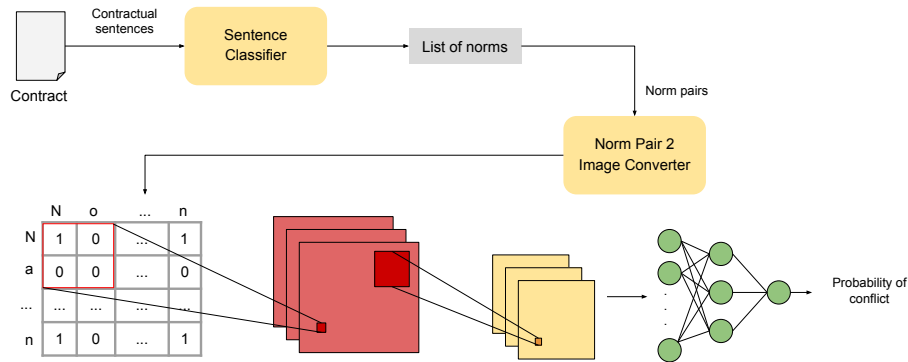 Contractual
sentences
Contract
Sentence
Classifier
List of norms
Norm pairs
Norm Pair 2
Image Converter
N o ... n
N 1 0 ... 1
a 0 0 ... 0
... ... ... ... ...
n 1 0 ... 1
Probability of
conflict